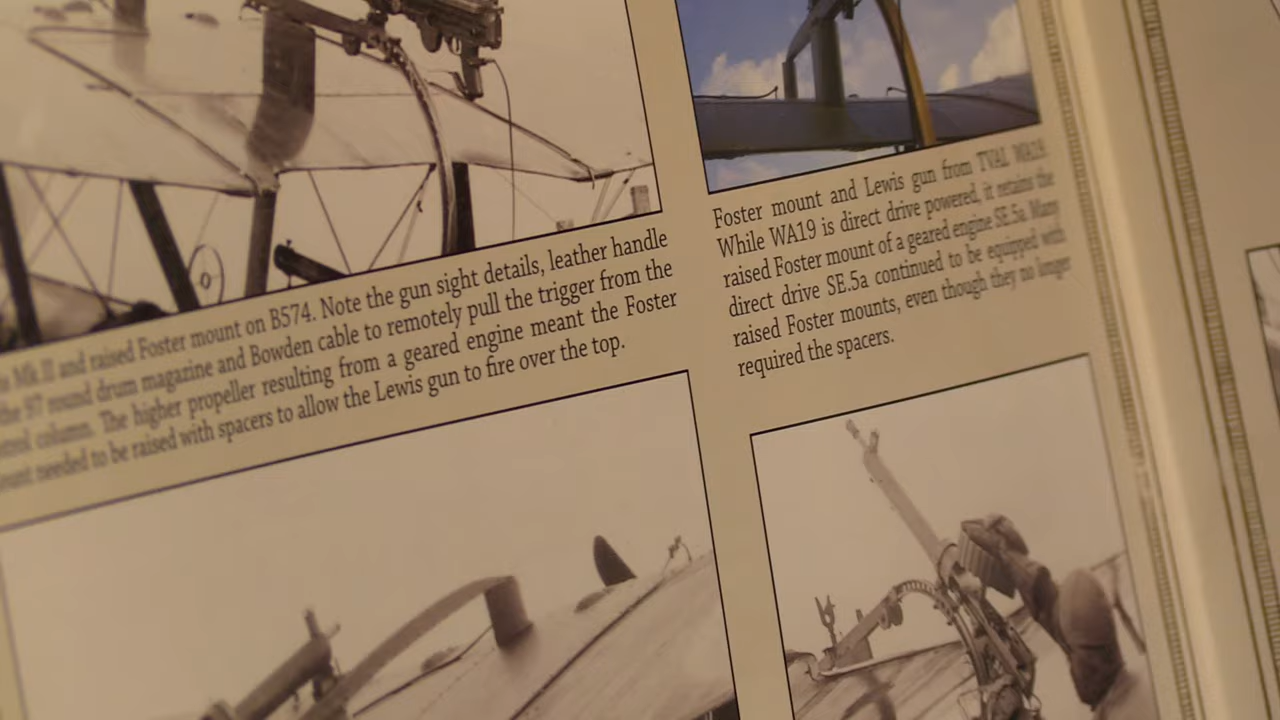 Mk.II and raised Foster mount on B574. Note the gun sight details, leather handle
the 97 round drum magazine and Bowden cable to remotely pull the trigger from the
column. The higher propeller resulting from a geared engine meant the Foster
needed to be raised with spacers to allow the Lewis gun to fire over the top.
Foster mount and Lewis gun from TVAL WA19.
While WA19 is direct drive powered, it retains the
raised Foster mount of a geared engine SE.5a. Many
direct drive SE.5a continued to be equipped with
raised Foster mounts, even though they no longer
required the spacers.